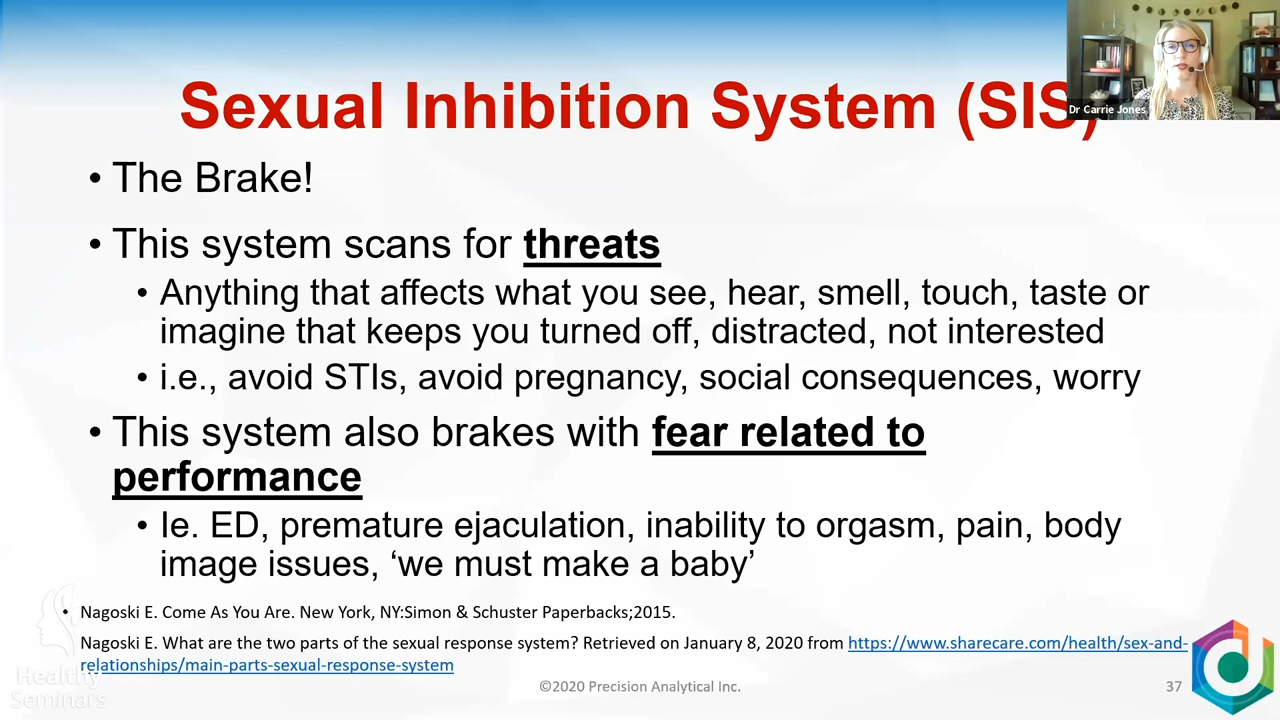 Sexual Inhibition System (SIS)
Dr Carrie Jones
• The Brake!
• This system scans for threats
• Anything that affects what you see, hear, smell, touch, taste or
imagine that keeps you turned off, distracted, not interested
• i.e., avoid STIs, avoid pregnancy, social consequences, worry
• This system also brakes with fear related to
performance
• Ie. ED, premature ejaculation, inability to orgasm, pain, body
image issues, ‘we must make a baby’
• Nagoski E. Come As You Are. New York, NY:Simon & Schuster Paperbacks;2015.
Nagoski E. What are the two parts of the sexual response system? Retrieved on January 8, 2020 from https://www.sharecare.com/health/sex-and-
relationships/main-parts-sexual-response-system
Healthy
Seminars
©2020 Precision Analytical Inc.
37